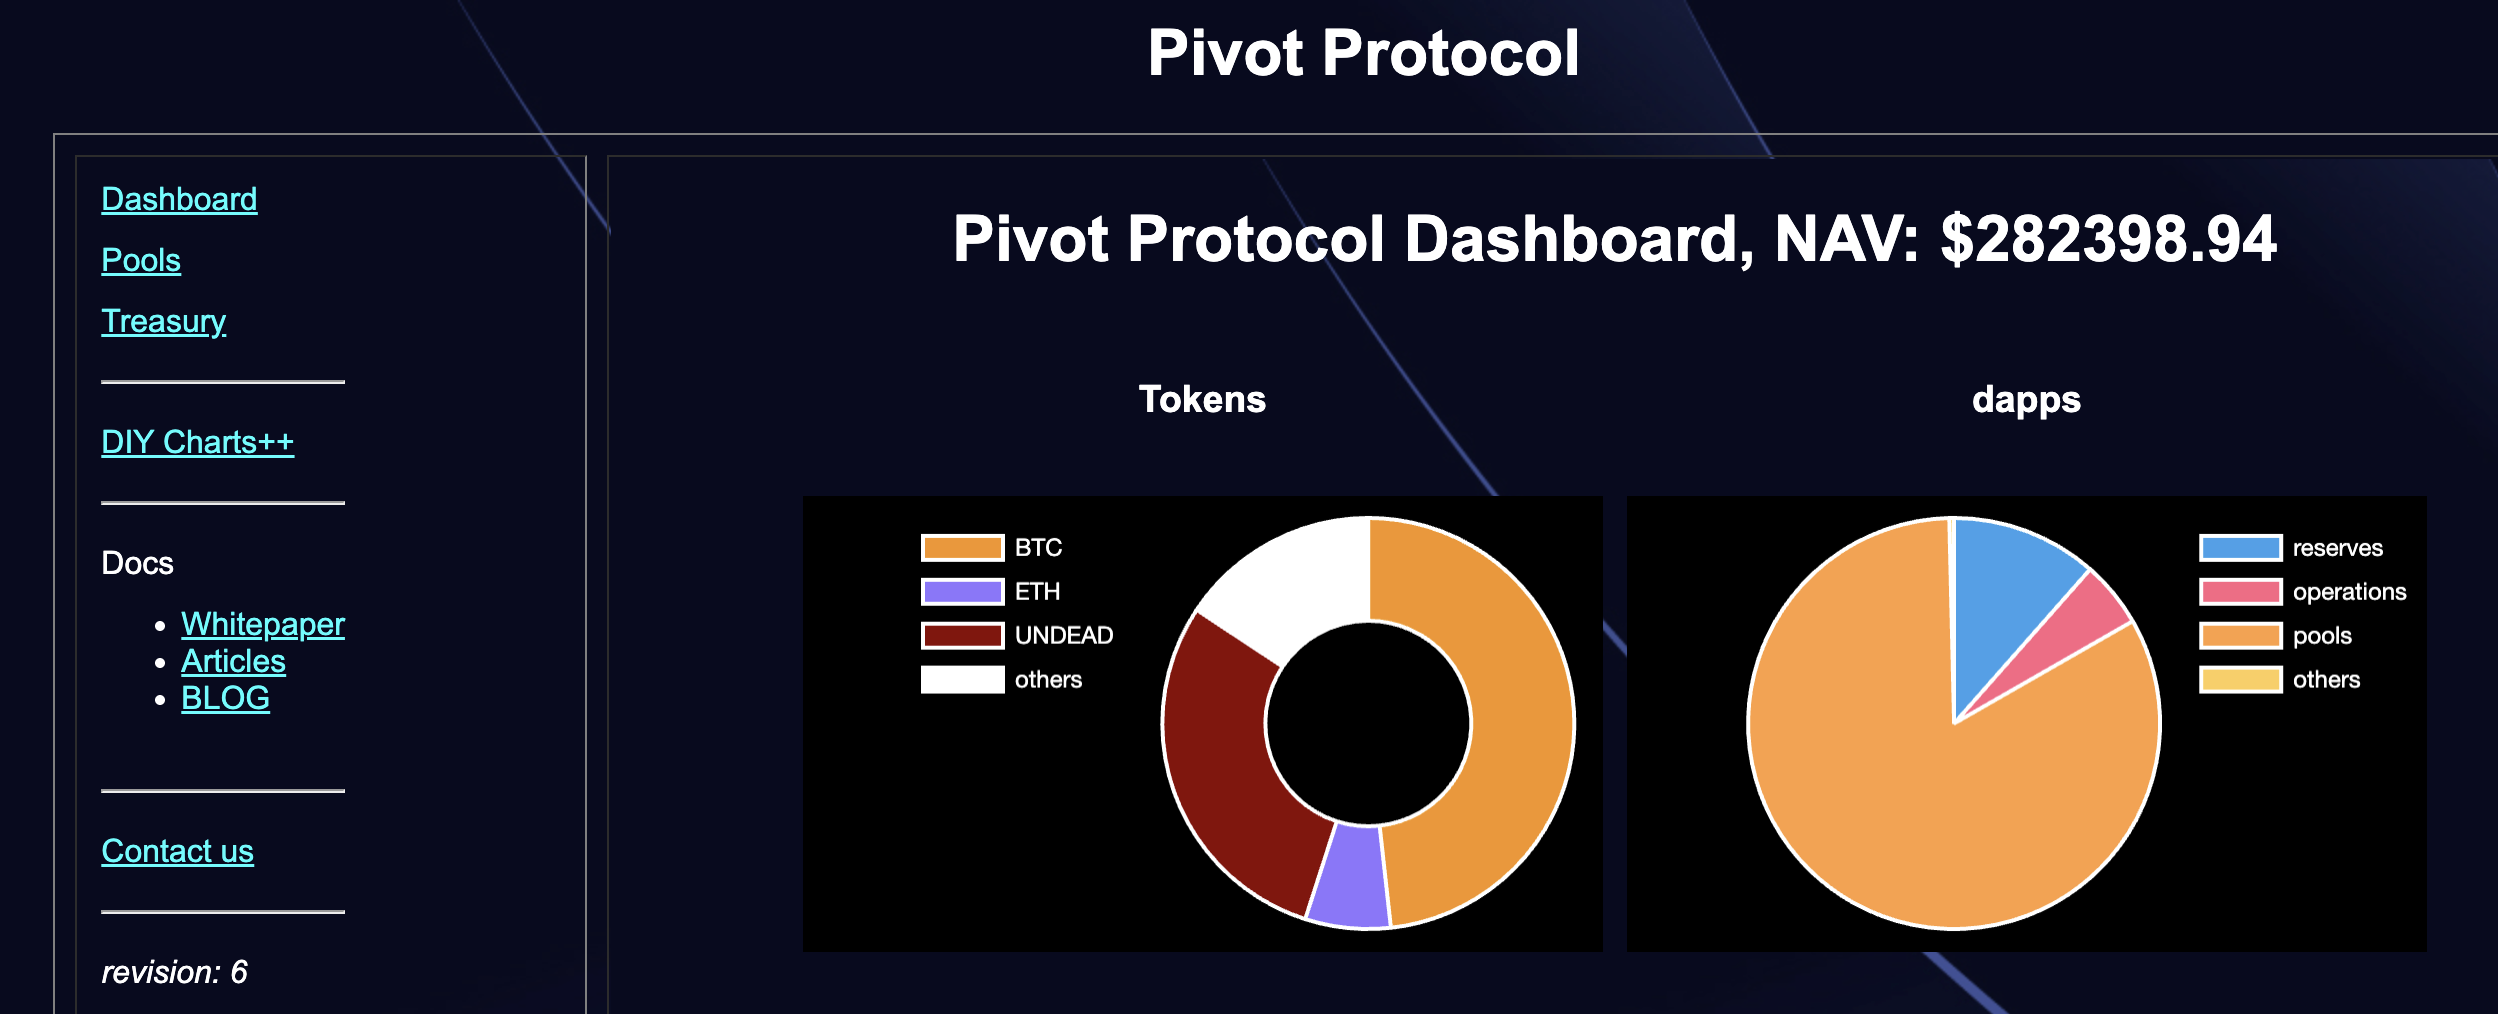 Pivot Protocol
Dashboard
Pools
Treasury
DIY Charts++
Docs
Whitepaper
Articles
BLOG
Contact us
revision: 6
Pivot Protocol Dashboard, NAV: $282398.94
Tokens
BTC
ETH
UNDEAD
others
dapps
reserves
operations
pools
others